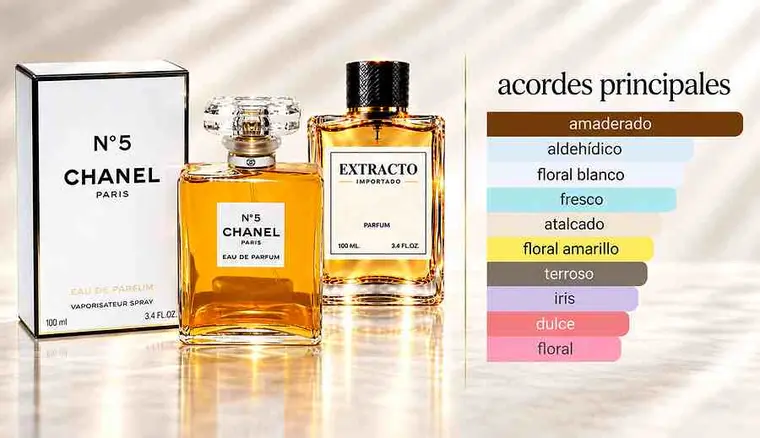 N°5
CHANEL
PARIS
EAU DE PARFUM
VAPORISATEUR SPRAY
100 ml
3.4 FL.OZ.
N°5
CHANEL
PARIS
EAU DE PARFUM
EXTRACTO
IMPORTADO
PARFUM
100 ML.
3.4 FL.OZ.
acordes principales
amaderado
aldehídico
floral blanco
fresco
atalcado
floral amarillo
terroso
iris
dulce
floral